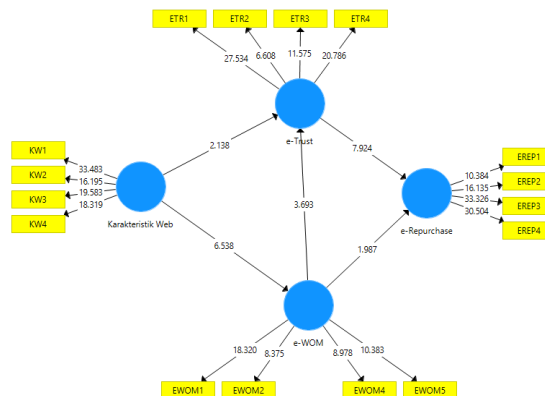 ETR1 ETR2 ETR3 ETR4
27.534 6.608 11.575 20.786
e-Trust
2.138 7.924
KW1
KW2
KW3
KW4
33.483
16.195
19.583
18.319
Karakteristik Web
3.693
EREP1
EREP2
EREP3
EREP4
10.384
16.135
33.326
30.504
e-Repurchase
6.538 1.987
e-WOM
18.320 8.375 8.978 10.383
EWOM1 EWOM2 EWOM4 EWOM5